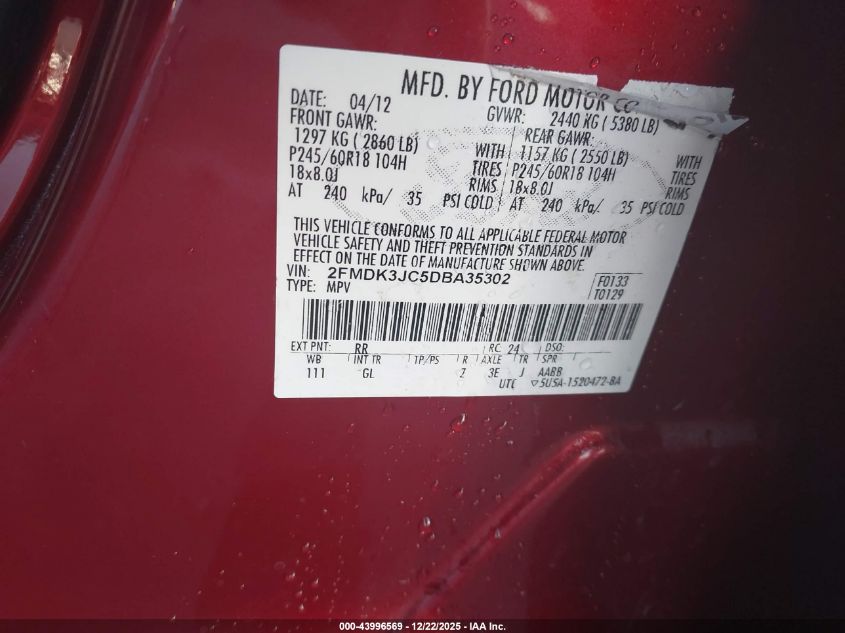 MFD. BY FORD MOTOR CO
DATE: 04/12 GVWR: 2440 KG ( 5380 LB)
FRONT GAWR: REAR GAWR:
1297 KG ( 2860 LB) WITH 1157 KG ( 2550 LB) WITH
P245/60R18 104H TIRES P245/60R18 104H TIRES
18x8.0J RIMS 18x8.0J RIMS
AT 240 kPa/ 35 PSI COLD AT 240 kPa/ 35 PSI COLD
THIS VEHICLE CONFORMS TO ALL APPLICABLE FEDERAL MOTOR
VEHICLE SAFETY AND THEFT PREVENTION STANDARDS IN
EFFECT ON THE DATE OF MANUFACTURE SHOWN ABOVE.
VIN: 2FMDK3JC5DBA35302 F0133
TYPE: MPV T0129
EXT PNT: RR RC: 24 DSO:
WB INT TR TP/PS R AXLE TR SPR
111 GL Z 3E J AABB
UTC ▽5U5A-1520472-BA
000-43996569 - 12/22/2025 - IAA Inc.